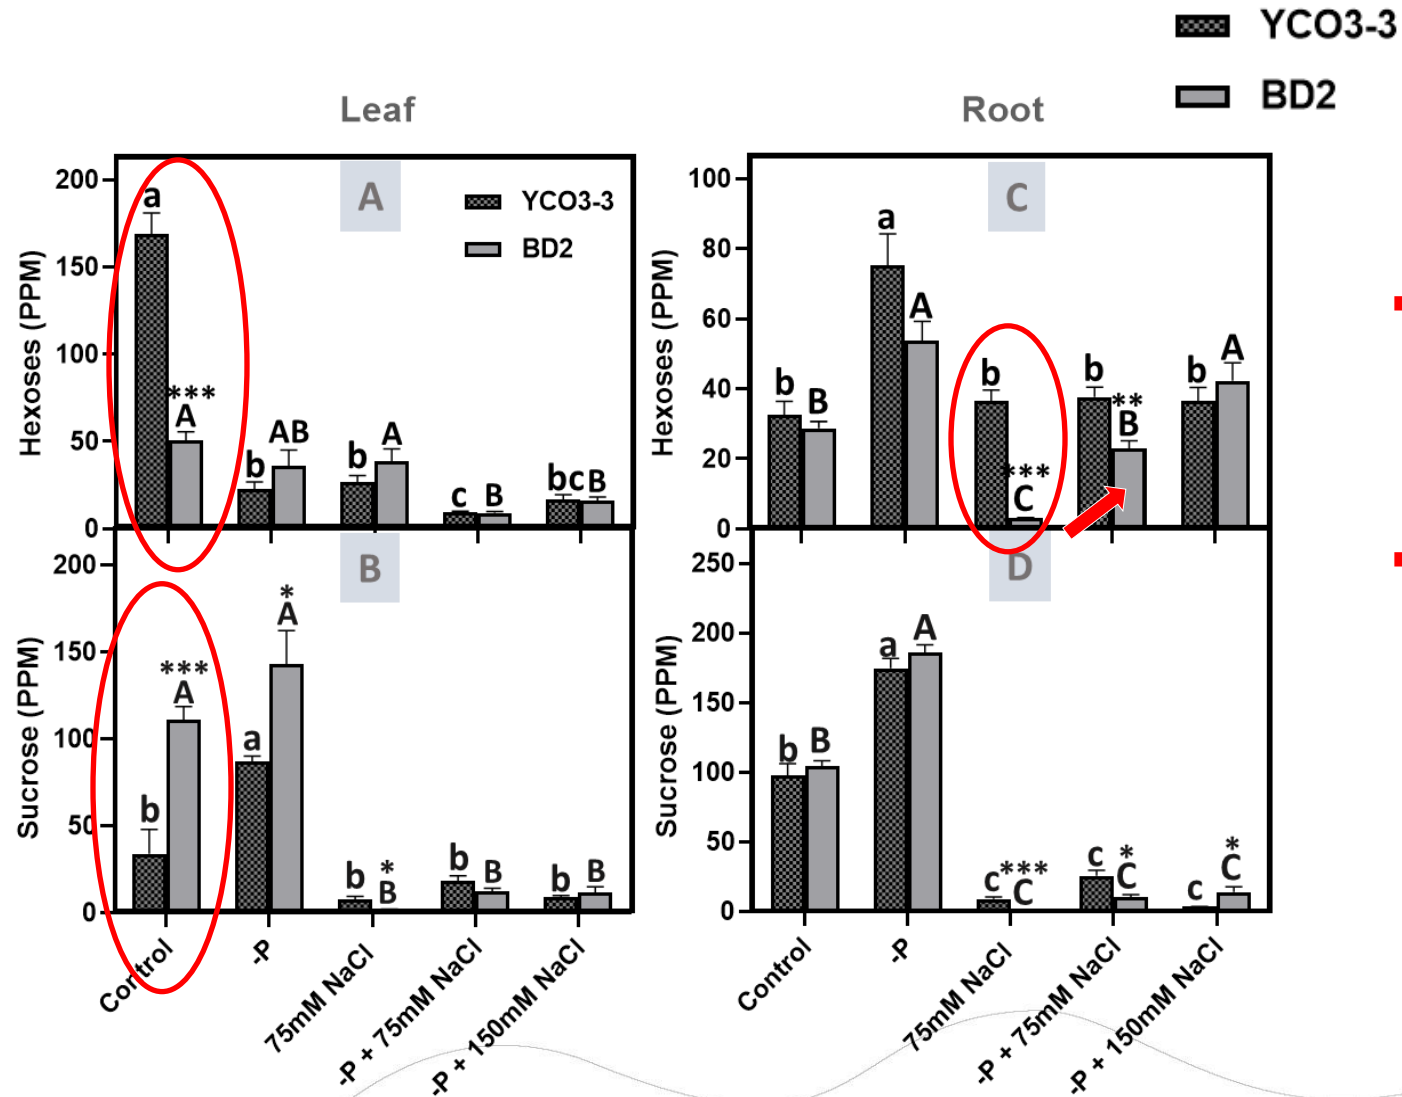 YCO3-3
BD2
Leaf
Root
A
YCO3-3
BD2
Hexoses (PPM)
200
150
100
50
0
a
***
A
b
AB
b
A
c
B
bc
B
C
Hexoses (PPM)
100
80
60
40
20
0
b
B
a
A
b
***
C
b
**
B
b
A
B
Sucrose (PPM)
200
150
100
50
0
b
***
A
a
*
A
b
*
B
b
B
b
B
Control
-P
75mM NaCl
-P + 75mM NaCl
-P + 150mM NaCl
D
Sucrose (PPM)
250
200
150
100
50
0
b
B
a
A
c
***
C
c
*
C
c
*
C
Control
-P
75mM NaCl
-P + 75mM NaCl
-P + 150mM NaCl